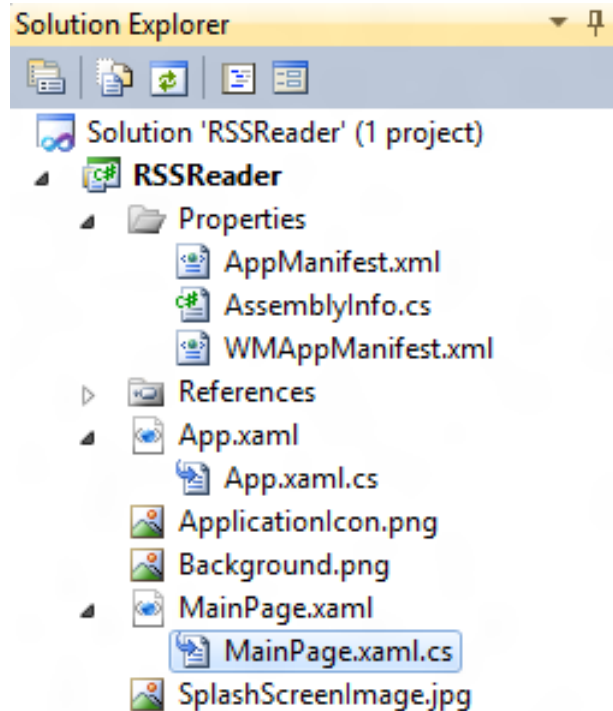 Solution Explorer
Solution 'RSSReader' (1 project)
C# RSSReader
Properties
AppManifest.xml
C# AssemblyInfo.cs
WMAppManifest.xml
References
App.xaml
App.xaml.cs
ApplicationIcon.png
Background.png
MainPage.xaml
MainPage.xaml.cs
SplashScreenImage.jpg